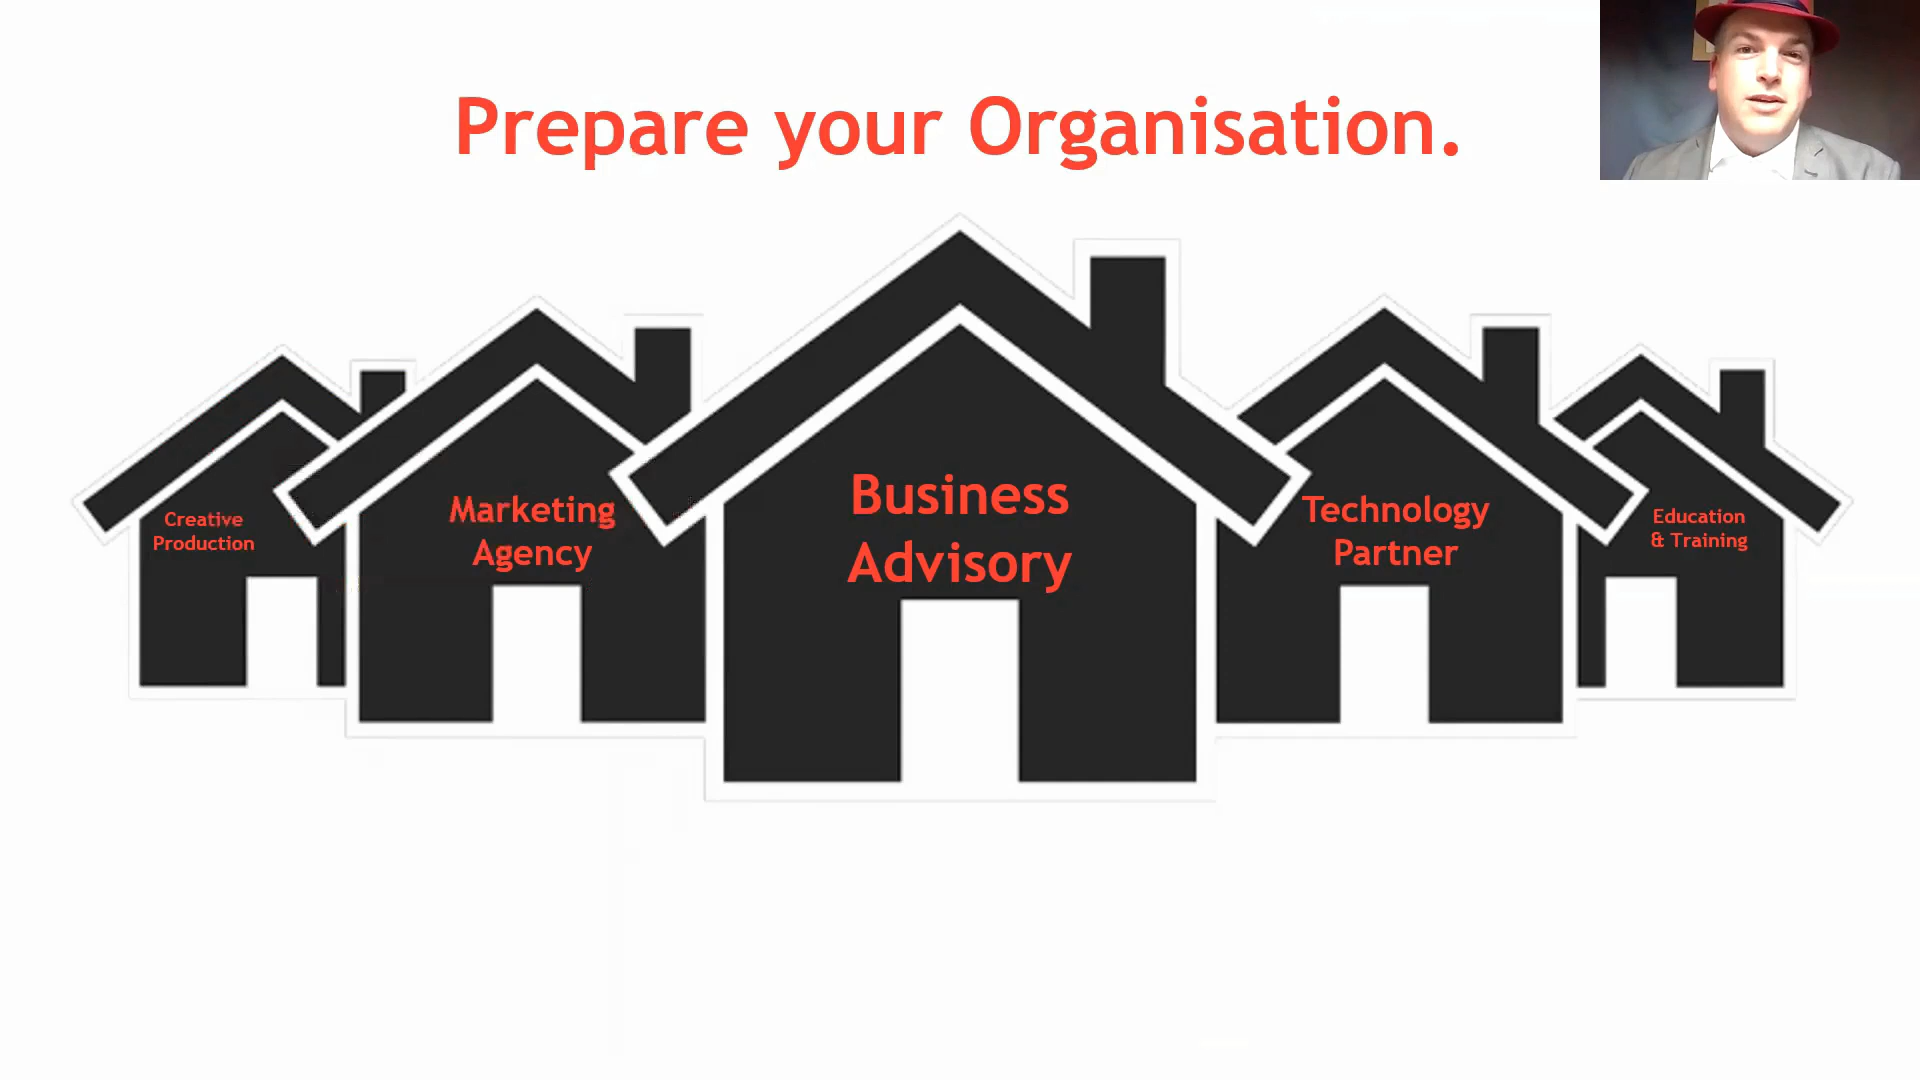 Prepare your Organisation.
Creative
Production
Marketing
Agency
Business
Advisory
Technology
Partner
Education
& Training